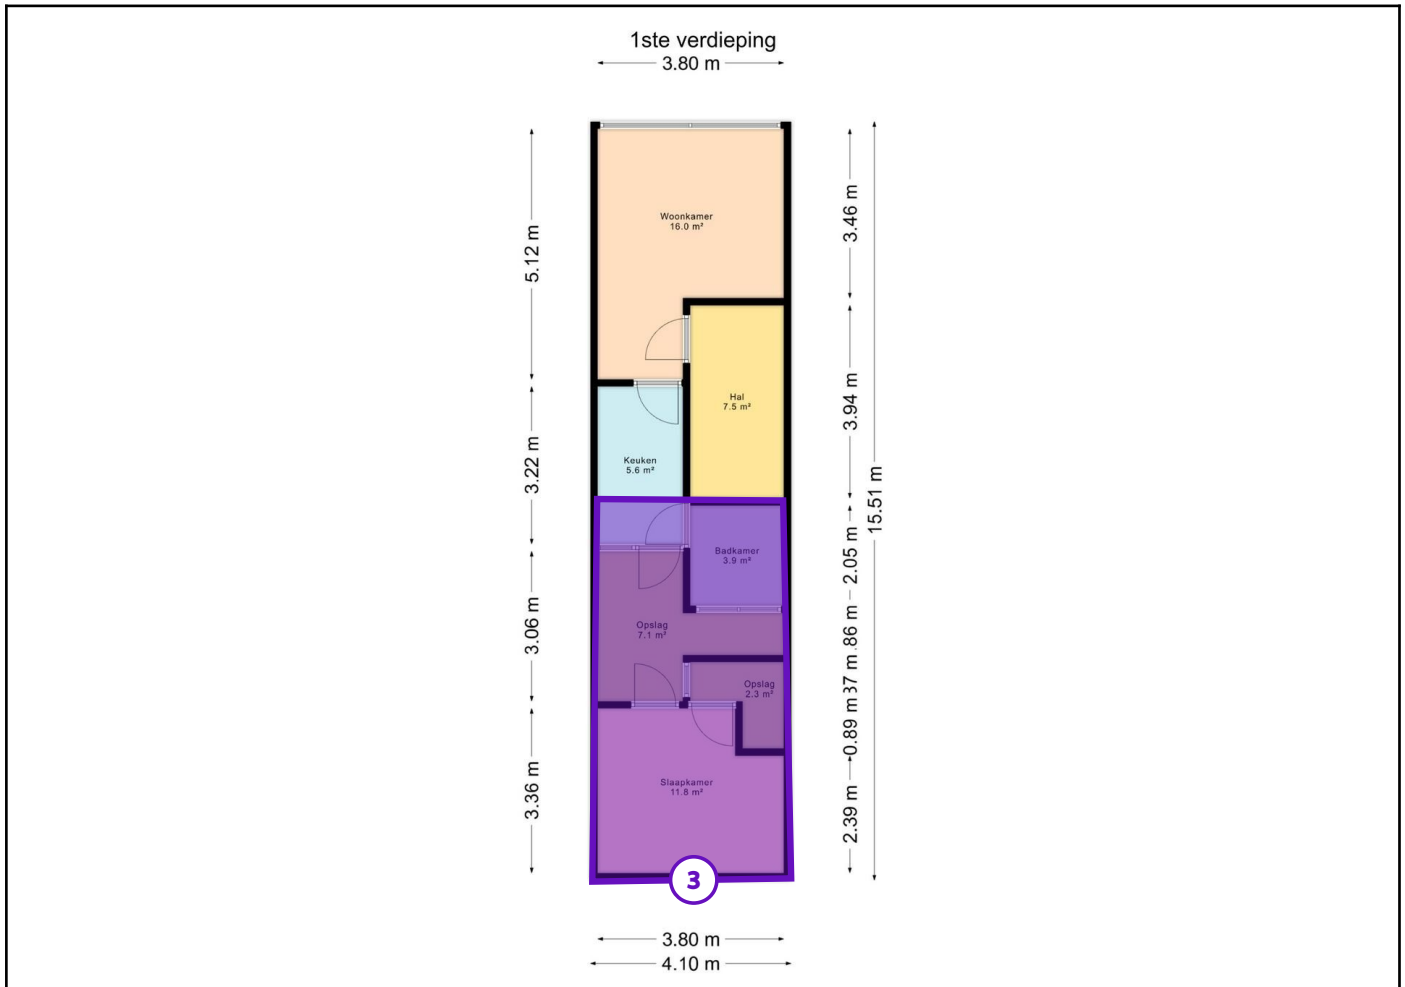 1ste verdieping
3.80 m
Woonkamer
16.0 m²
5.12 m
3.46 m
Hal
7.5 m²
3.94 m
Keuken
5.6 m²
3.22 m
15.51 m
Badkamer
3.9 m²
2.05 m
Opslag
7.1 m²
3.06 m
.86 m
Opslag
2.3 m²
37 m
0.89 m
Slaapkamer
11.8 m²
3.36 m
2.39 m
3
3.80 m
4.10 m